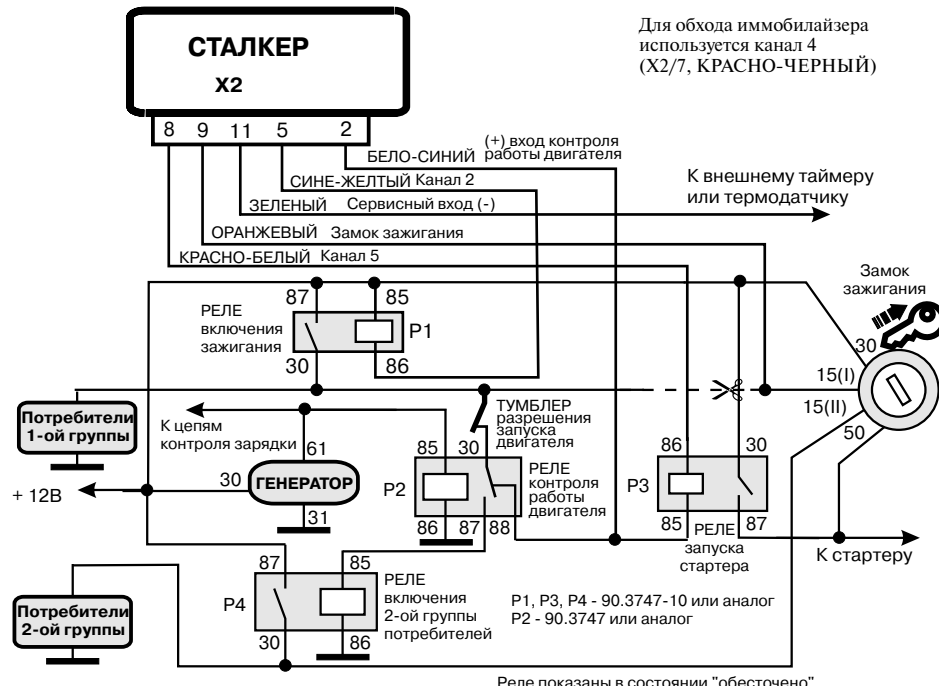 СТАЛКЕР
X2
Для обхода иммобилайзера
используется канал 4
(X2/7, КРАСНО-ЧЕРНЫЙ)
8 9 11 5 2
БЕЛО-СИНИЙ (+) вход контроля
работы двигателя
СИНЕ-ЖЕЛТЫЙ Канал 2
ЗЕЛЕНЫЙ Сервисный вход (-)
К внешнему таймеру
или термодатчику
ОРАНЖЕВЫЙ Замок зажигания
КРАСНО-БЕЛЫЙ Канал 5
Замок
зажигания
87 85
РЕЛЕ
включения
зажигания
P1
30 86
30
15(I)
15(II)
50
Потребители
1-ой группы
К цепям
контроля зарядки
ТУМБЛЕР
разрешения
запуска
двигателя
61
30 ГЕНЕРАТОР
31
+ 12В
85 30
P2
РЕЛЕ
контроля
работы
двигателя
86 87 88
86 30
P3
85 87
РЕЛЕ
запуска
стартера
К стартеру
87 85
P4
РЕЛЕ
включения
2-ой группы
потребителей
30 86
Потребители
2-ой группы
P1, P3, P4 - 90.3747-10 или аналог
P2 - 90.3747 или аналог
Реле показаны в состоянии "обесточено"